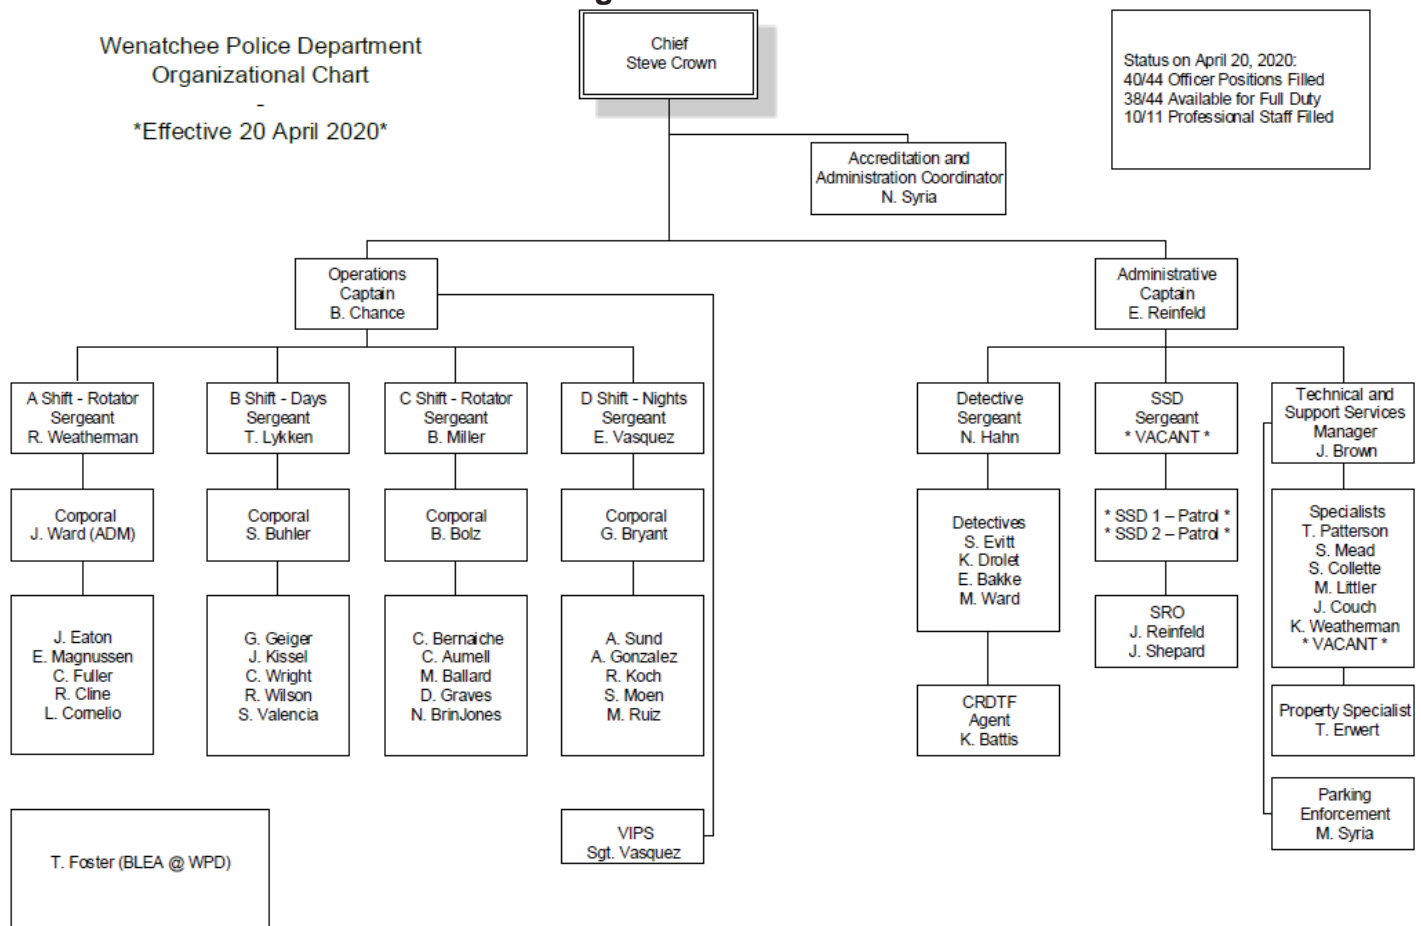 Wenatchee Police Department
Organizational Chart
-
*Effective 20 April 2020*
Chief
Steve Crown
Status on April 20, 2020:
40/44 Officer Positions Filled
38/44 Available for Full Duty
10/11 Professional Staff Filled
Accreditation and
Administration Coordinator
N. Syria
Operations
Captain
B. Chance
Administrative
Captain
E. Reinfeld
A Shift - Rotator
Sergeant
R. Weatherman
B Shift - Days
Sergeant
T. Lykken
C Shift - Rotator
Sergeant
B. Miller
D Shift - Nights
Sergeant
E. Vasquez
Detective
Sergeant
N. Hahn
SSD
Sergeant
* VACANT *
Technical and
Support Services
Manager
J. Brown
Corporal
J. Ward (ADM)
Corporal
S. Buhler
Corporal
B. Bolz
Corporal
G. Bryant
Detectives
S. Evitt
K. Drolet
E. Bakke
M. Ward
* SSD 1 – Patrol *
* SSD 2 – Patrol *
Specialists
T. Patterson
S. Mead
S. Collette
M. Littler
J. Couch
K. Weatherman
* VACANT *
J. Eaton
E. Magnussen
C. Fuller
R. Cline
L. Cornelio
G. Geiger
J. Kissel
C. Wright
R. Wilson
S. Valencia
C. Bernaiche
C. Aumell
M. Ballard
D. Graves
N. BrinJones
A. Sund
A. Gonzalez
R. Koch
S. Moen
M. Ruiz
SRO
J. Reinfeld
J. Shepard
CRDTF
Agent
K. Battis
Property Specialist
T. Erwert
Parking
Enforcement
M. Syria
VIPS
Sgt. Vasquez
T. Foster (BLEA @ WPD)